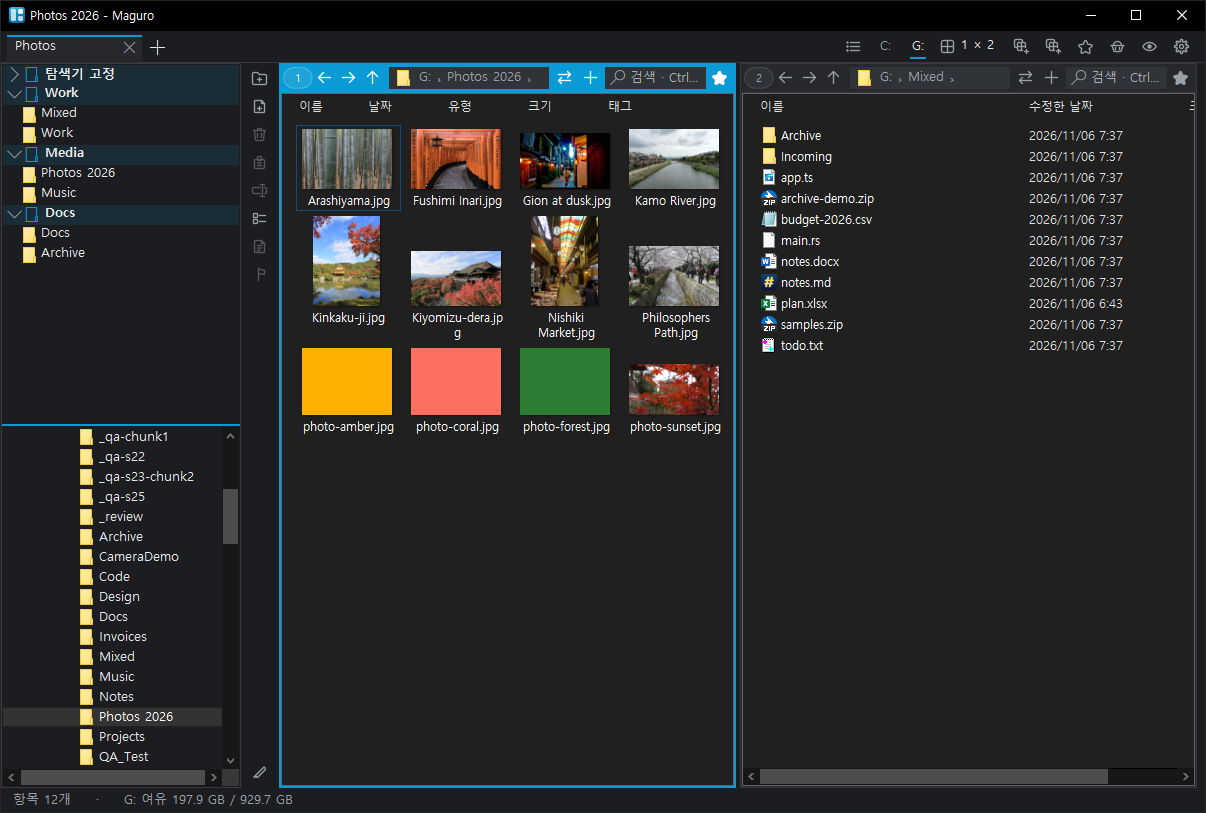 Photos 2026 - Maguro
Photos
C:
G:
1 × 2
탐색기 고정
Work
Mixed
Work
Media
Photos 2026
Music
Docs
Docs
Archive
_qa-chunk1
_qa-s22
_qa-s23-chunk2
_qa-s25
_review
Archive
CameraDemo
Code
Design
Docs
Invoices
Mixed
Music
Notes
Photos 2026
Projects
QA_Test
1
G: › Photos 2026 ›
검색 · Ctrl...
이름 날짜 유형 크기 태그
Arashiyama.jpg
Fushimi Inari.jpg
Gion at dusk.jpg
Kamo River.jpg
Kinkaku-ji.jpg
Kiyomizu-dera.jp
g
Nishiki
Market.jpg
Philosophers
Path.jpg
photo-amber.jpg
photo-coral.jpg
photo-forest.jpg
photo-sunset.jpg
2
G: › Mixed ›
검색 · Ctrl...
이름 수정한 날짜
Archive 2026/11/06 7:37
Incoming 2026/11/06 7:37
app.ts 2026/11/06 7:37
archive-demo.zip 2026/11/06 7:37
budget-2026.csv 2026/11/06 7:37
main.rs 2026/11/06 7:37
notes.docx 2026/11/06 7:37
notes.md 2026/11/06 7:37
plan.xlsx 2026/11/06 6:43
samples.zip 2026/11/06 7:37
todo.txt 2026/11/06 7:37
항목 12개 · G: 여유 197.9 GB / 929.7 GB